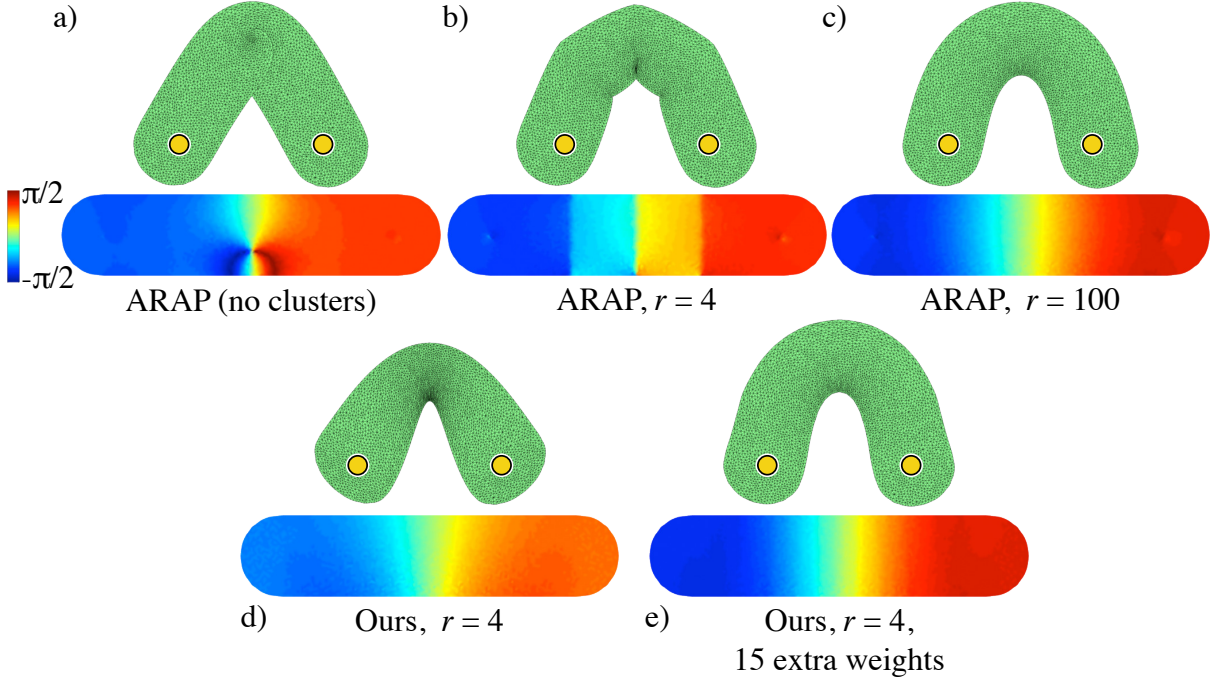 a)
b)
c)
π/2
-π/2
ARAP (no clusters)
ARAP, r = 4
ARAP, r = 100
d)
Ours, r = 4
e)
Ours, r = 4,
15 extra weights